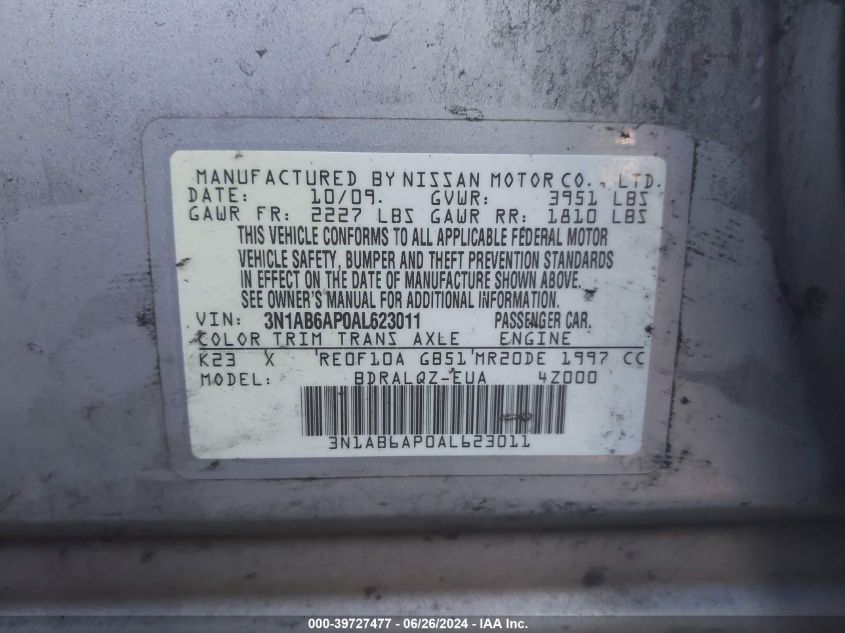 MANUFACTURED BY NISSAN MOTOR CO., LTD.
DATE: 10/09. GVWR: 3951 LBS
GAWR FR: 2227 LBS GAWR RR: 1810 LBS
THIS VEHICLE CONFORMS TO ALL APPLICABLE FEDERAL MOTOR
VEHICLE SAFETY, BUMPER AND THEFT PREVENTION STANDARDS
IN EFFECT ON THE DATE OF MANUFACTURE SHOWN ABOVE.
SEE OWNER'S MANUAL FOR ADDITIONAL INFORMATION.
VIN: 3N1AB6AP0AL623011 PASSENGER CAR.
COLOR TRIM TRANS AXLE ENGINE
K23 X 'RE0F10A GB51'MR20DE 1997 CC
MODEL: BDRALQZ-EUA 4Z000
3N1AB6AP0AL623011
000-39727477 - 06/26/2024 - IAA Inc.